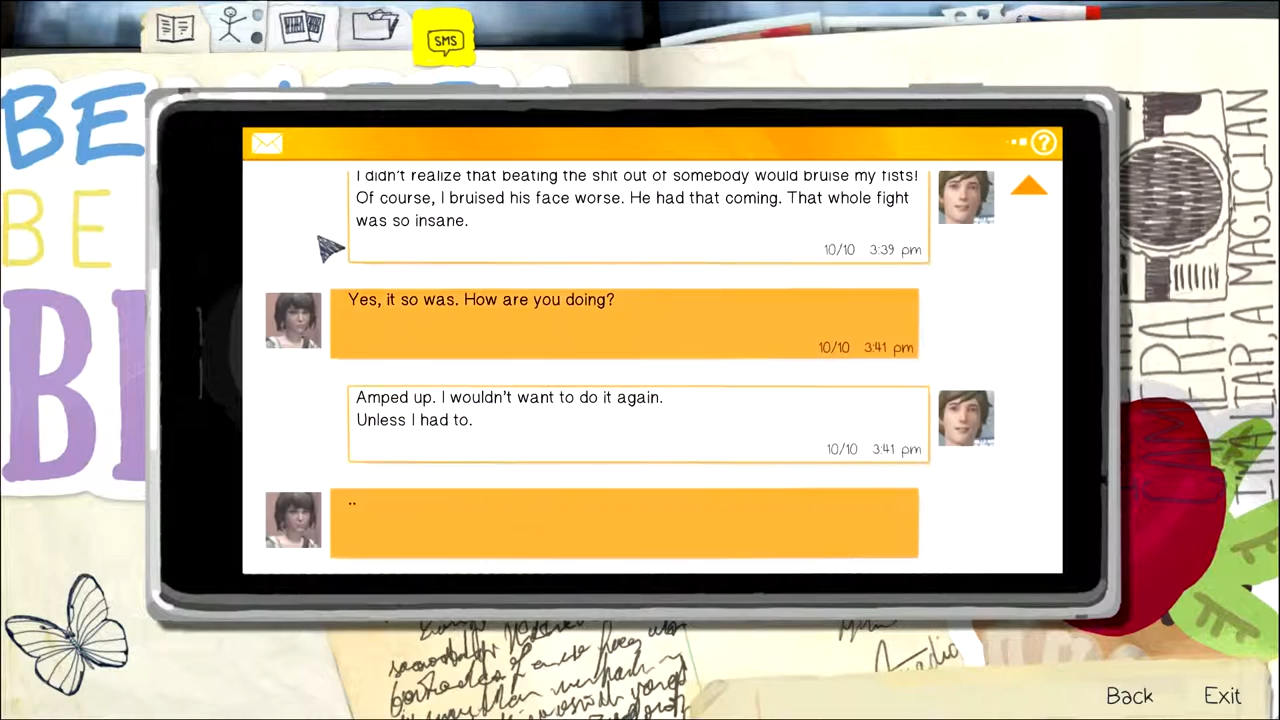 SMS
BE
I didn't realize that beating the shit out of somebody would bruise my fists!
Of course, I bruised his face worse. He had that coming. That whole fight
was so insane.
10/10 3:39 pm
Yes, it so was. How are you doing?
10/10 3:41 pm
Amped up. I wouldn't want to do it again.
Unless I had to.
10/10 3:41 pm
..
BE
LIAR, A MAGICIAN
Back
Exit